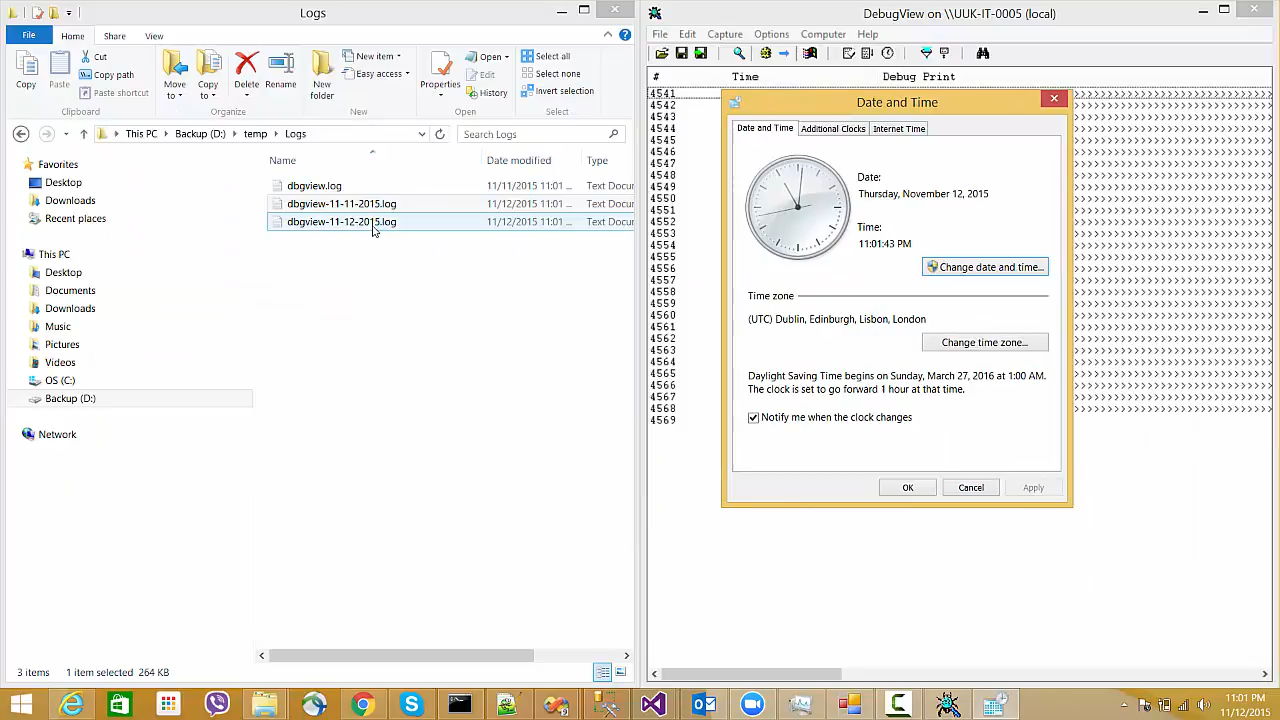 Logs
File
Home
Share
View
Copy
Paste
Cut
Copy path
Paste shortcut
Clipboard
Move to
Copy to
Delete
Rename
Organize
New folder
New item
Easy access
New
Properties
Open
Edit
History
Open
Select all
Select none
Invert selection
Select
This PC
Backup (D:)
temp
Logs
Search Logs
Favorites
Desktop
Downloads
Recent places
This PC
Desktop
Documents
Downloads
Music
Pictures
Videos
OS (C:)
Backup (D:)
Network
Name Date modified Type
dbgview.log 11/11/2015 11:01 ... Text Docu
dbgview-11-11-2015.log 11/12/2015 11:01 ... Text Docu
dbgview-11-12-2015.log 11/12/2015 11:01 ... Text Docu
3 items 1 item selected 264 KB
DebugView on \\UUK-IT-0005 (local)
File Edit Capture Options Computer Help
# Time Debug Print
4541
4542
4543
4544
4545
4546
4547
4548
4549
4550
4551
4552
4553
4554
4555
4556
4557
4558
4559
4560
4561
4562
4563
4564
4565
4566
4567
4568
4569
Date and Time
Date and Time
Additional Clocks
Internet Time
Date:
Thursday, November 12, 2015
Time:
11:01:43 PM
Change date and time...
Time zone
(UTC) Dublin, Edinburgh, Lisbon, London
Change time zone...
Daylight Saving Time begins on Sunday, March 27, 2016 at 1:00 AM.
The clock is set to go forward 1 hour at that time.
Notify me when the clock changes
OK
Cancel
Apply
11:01 PM
11/12/2015